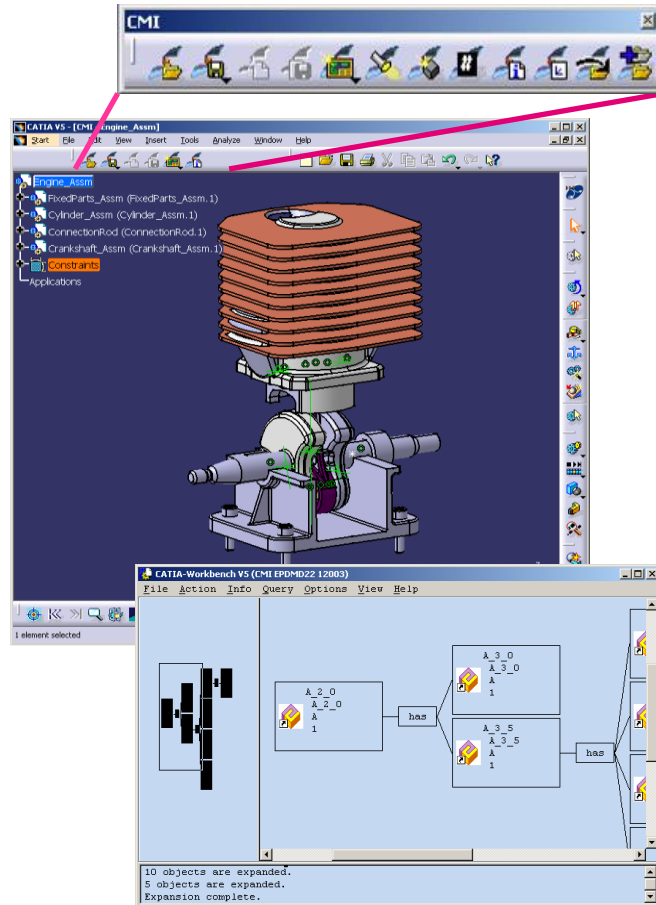 CMI
#
CATIA V5 - [CMI Engine_Assm]
Start File Edit View Insert Tools Analyze Window Help
Engine_Assm
FixedParts_Assm (FixedParts_Assm.1)
Cylinder_Assm (Cylinder_Assm.1)
ConnectionRod (ConnectionRod.1)
Crankshaft_Assm (Crankshaft_Assm.1)
Constraints
Applications
1 element selected
CATIA-Workbench V5 (CMI EPDMD22 12003)
File Action Info Query Options View Help
A_2_0
A_2_0
A
1
has
A_3_0
A_3_0
A
1
A_3_5
A_3_5
A
1
has
10 objects are expanded.
5 objects are expanded.
Expansion complete.